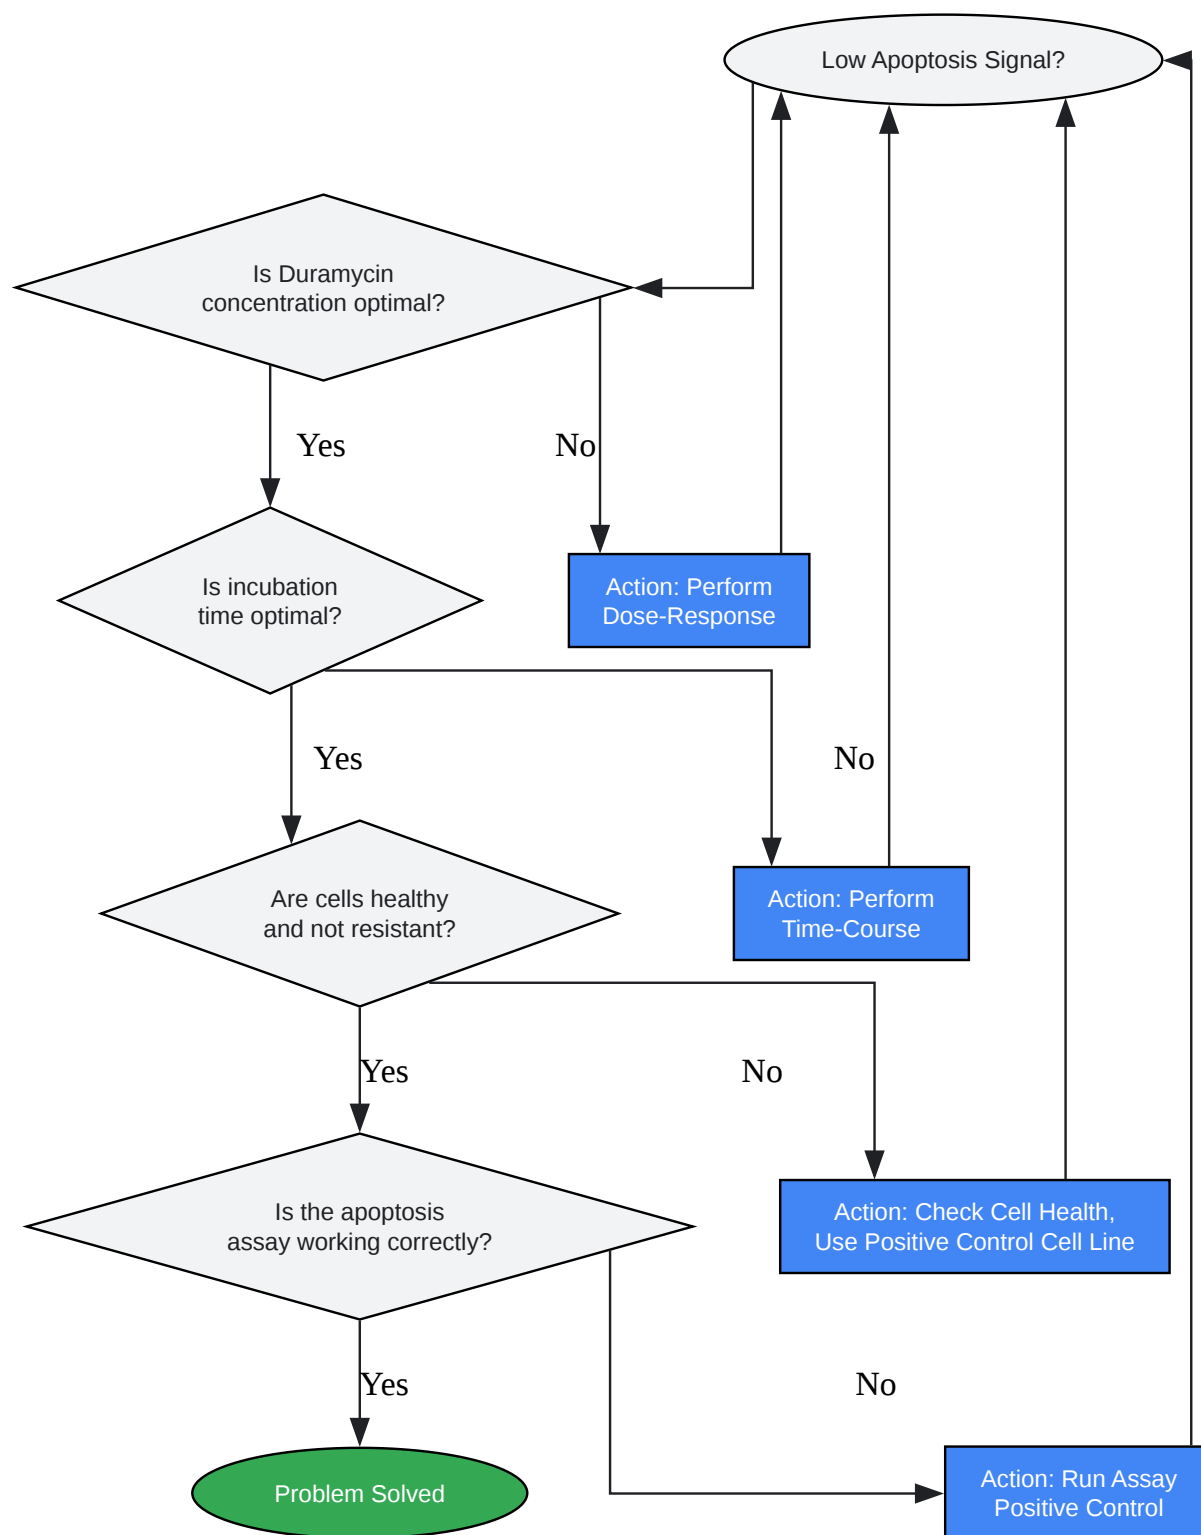 Low Apoptosis Signal?
Is Duramycin
concentration optimal?
Yes
No
Is incubation
time optimal?
Action: Perform
Dose-Response
Yes
No
Are cells healthy
and not resistant?
Action: Perform
Time-Course
Yes
No
Is the apoptosis
assay working correctly?
Action: Check Cell Health,
Use Positive Control Cell Line
Yes
No
Problem Solved
Action: Run Assay
Positive Control